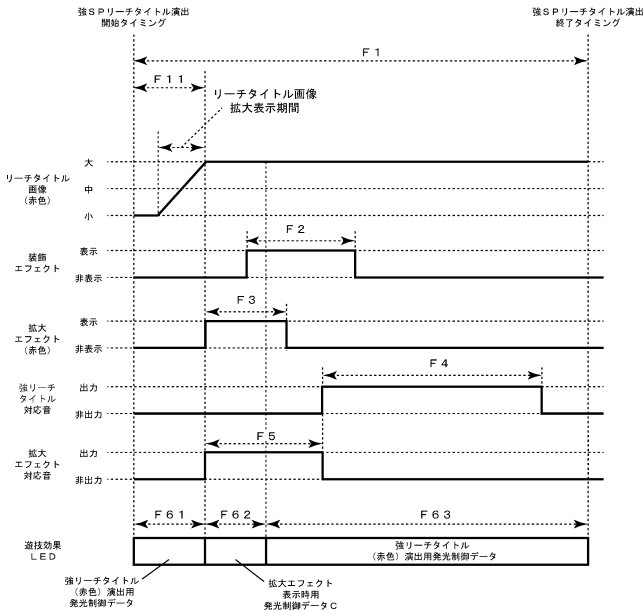 強ＳＰリーチタイトル演出
開始タイミング
強ＳＰリーチタイトル演出
終了タイミング
Ｆ１
Ｆ１１
リーチタイトル画像
拡大表示期間
リーチタイトル
画像
（赤色）
大
中
小
Ｆ２
装飾
エフェクト
表示
非表示
Ｆ３
拡大
エフェクト
（赤色）
表示
非表示
Ｆ４
強リーチ
タイトル
対応音
出力
非出力
Ｆ５
拡大
エフェクト
対応音
出力
非出力
Ｆ６１
Ｆ６２
Ｆ６３
遊技効果
ＬＥＤ
強リーチタイトル
（赤色）演出用発光制御データ
強リーチタイトル
（赤色）演出用
発光制御データ
拡大エフェクト
表示時用
発光制御データＣ